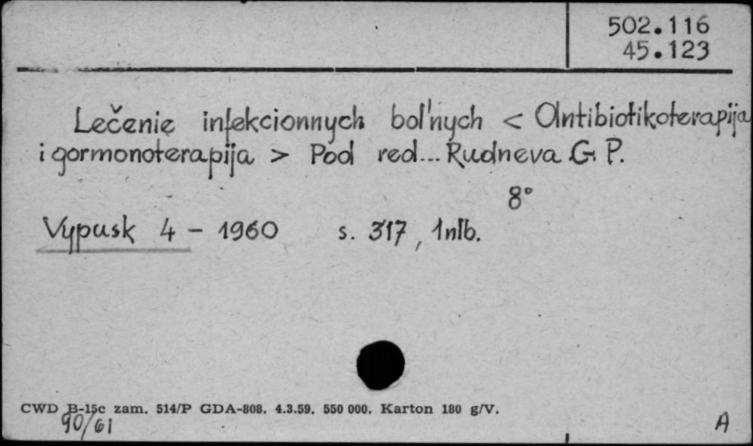 502.116
45.123
Lečenie infekcionnych bol'nych < Antibiotikoterapija
i gormonoterapija > Pod red... Rudneva G. P.
8°
Vypusk 4 - 1960 s. 317, 1nlb.
CWD B-15c zam. 514/P GDA-808. 4.3.59. 550 000. Karton 180 g/V.
90/61
A